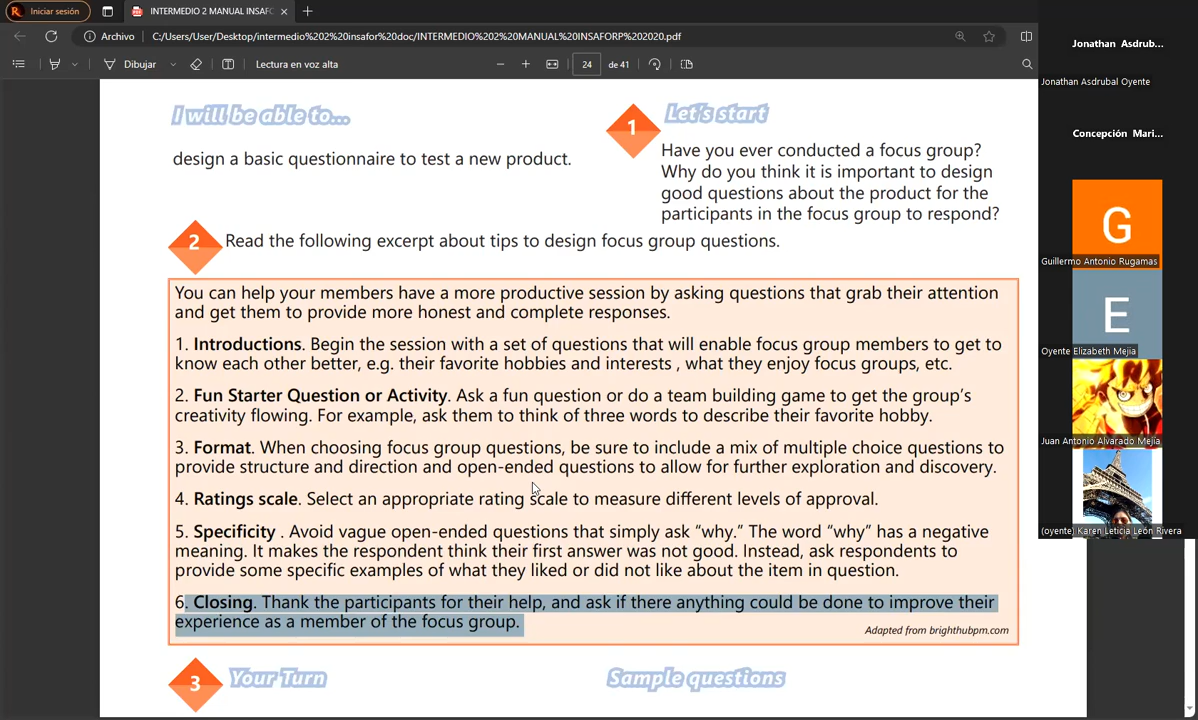 Iniciar sesión
INTERMEDIO 2 MANUAL INSAFO
Archivo
C:/Users/User/Desktop/intermedio%202%20insafor%20doc/INTERMEDIO%202%20MANUAL%20INSAFORP%202020.pdf
Dibujar
Lectura en voz alta
24
de 41
I will be able to...
design a basic questionnaire to test a new product.
1
Let's start
Have you ever conducted a focus group?
Why do you think it is important to design
good questions about the product for the
participants in the focus group to respond?
2
Read the following excerpt about tips to design focus group questions.
You can help your members have a more productive session by asking questions that grab their attention
and get them to provide more honest and complete responses.
1. Introductions. Begin the session with a set of questions that will enable focus group members to get to
know each other better, e.g. their favorite hobbies and interests , what they enjoy focus groups, etc.
2. Fun Starter Question or Activity. Ask a fun question or do a team building game to get the group's
creativity flowing. For example, ask them to think of three words to describe their favorite hobby.
3. Format. When choosing focus group questions, be sure to include a mix of multiple choice questions to
provide structure and direction and open-ended questions to allow for further exploration and discovery.
4. Ratings scale. Select an appropriate rating scale to measure different levels of approval.
5. Specificity . Avoid vague open-ended questions that simply ask “why.” The word “why” has a negative
meaning. It makes the respondent think their first answer was not good. Instead, ask respondents to
provide some specific examples of what they liked or did not like about the item in question.
6. Closing. Thank the participants for their help, and ask if there anything could be done to improve their
experience as a member of the focus group.
Adapted from brighthubpm.com
3
Your Turn
Sample questions
Jonathan Asdrub...
Jonathan Asdrubal Oyente
Concepción Mari...
G
Guillermo Antonio Rugamas
E
Oyente Elizabeth Mejia
Juan Antonio Alvarado Mejía
(oyente) Karen Leticia León Rivera